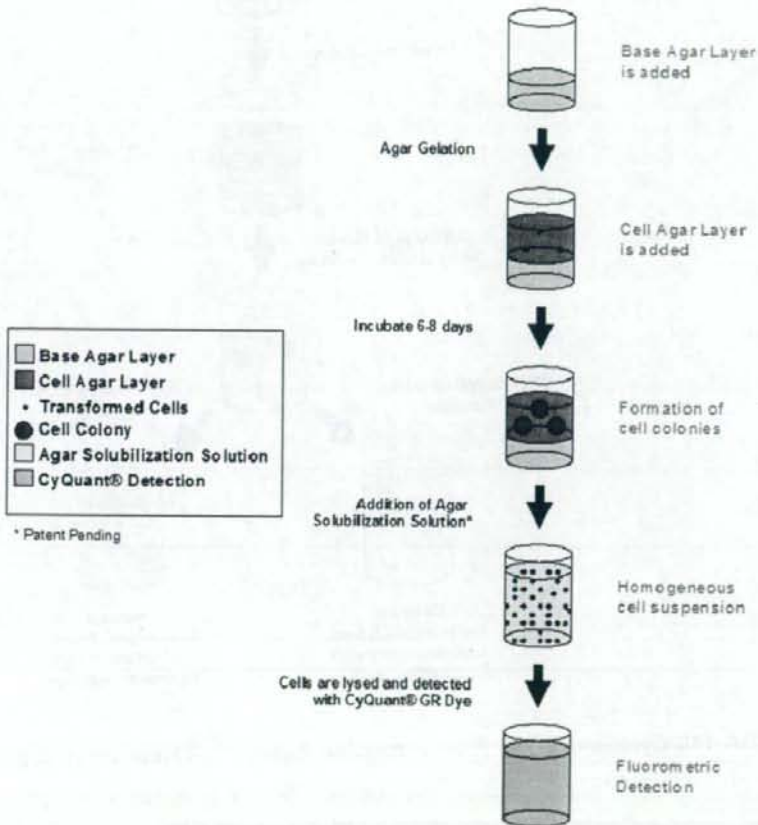 Base Agar Layer
is added
Agar Gelation
Cell Agar Layer
is added
Incubate 6-8 days
Base Agar Layer
Cell Agar Layer
• Transformed Cells
Cell Colony
Agar Solubilization Solution
CyQuant® Detection
* Patent Pending
Formation of
cell colonies
Addition of Agar
Solubilization Solution*
Homogeneous
cell suspension
Cells are lysed and detected
with CyQuant® GR Dye
Fluorometric
Detection